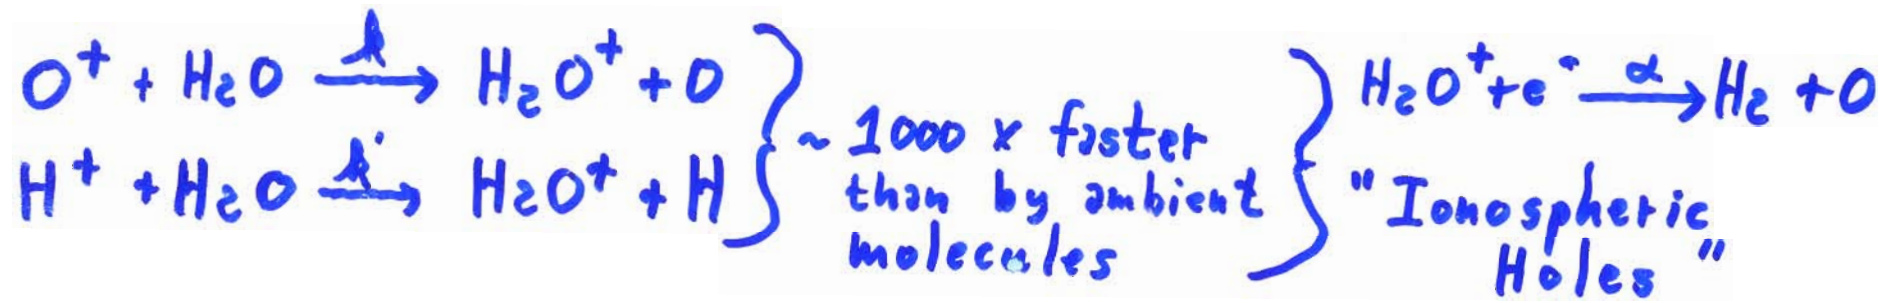 O⁺ + H₂O —k→ H₂O⁺ + O
H⁺ + H₂O —k'→ H₂O⁺ + H
~ 1000 x faster
than by ambient
molecules
H₂O⁺ + e⁻ —α→ H₂ + O
"Ionospheric
Holes"